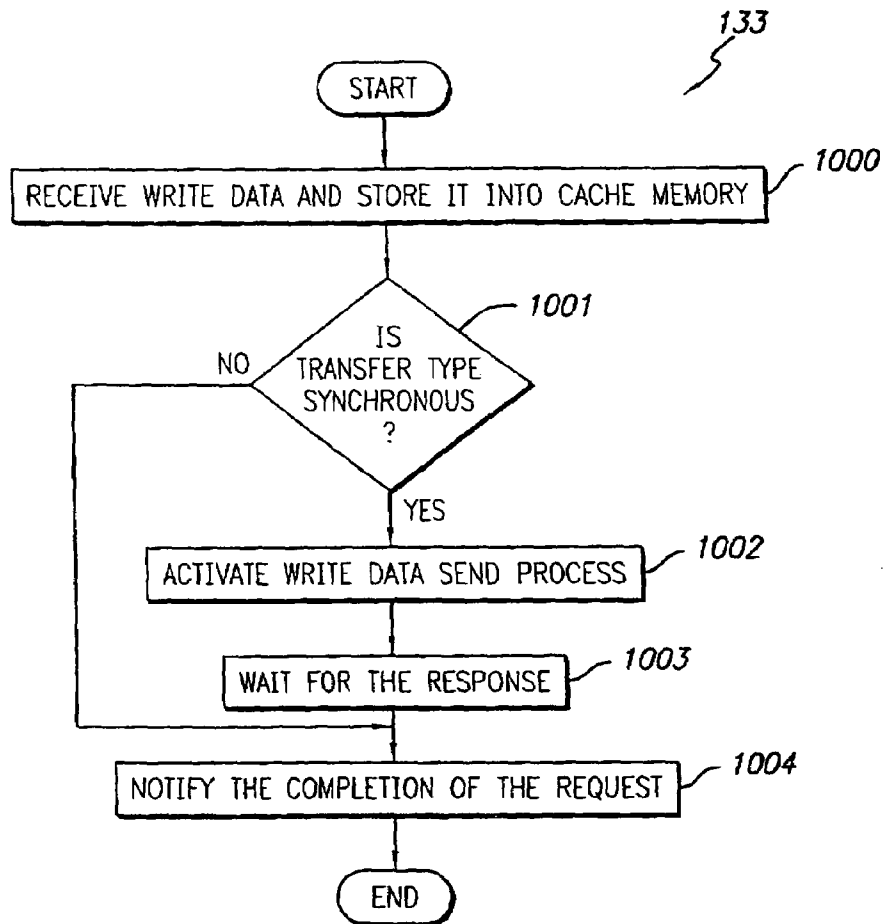 133
START
1000
RECEIVE WRITE DATA AND STORE IT INTO CACHE MEMORY
1001
IS
TRANSFER TYPE
SYNCHRONOUS
?
NO
YES
1002
ACTIVATE WRITE DATA SEND PROCESS
1003
WAIT FOR THE RESPONSE
1004
NOTIFY THE COMPLETION OF THE REQUEST
END